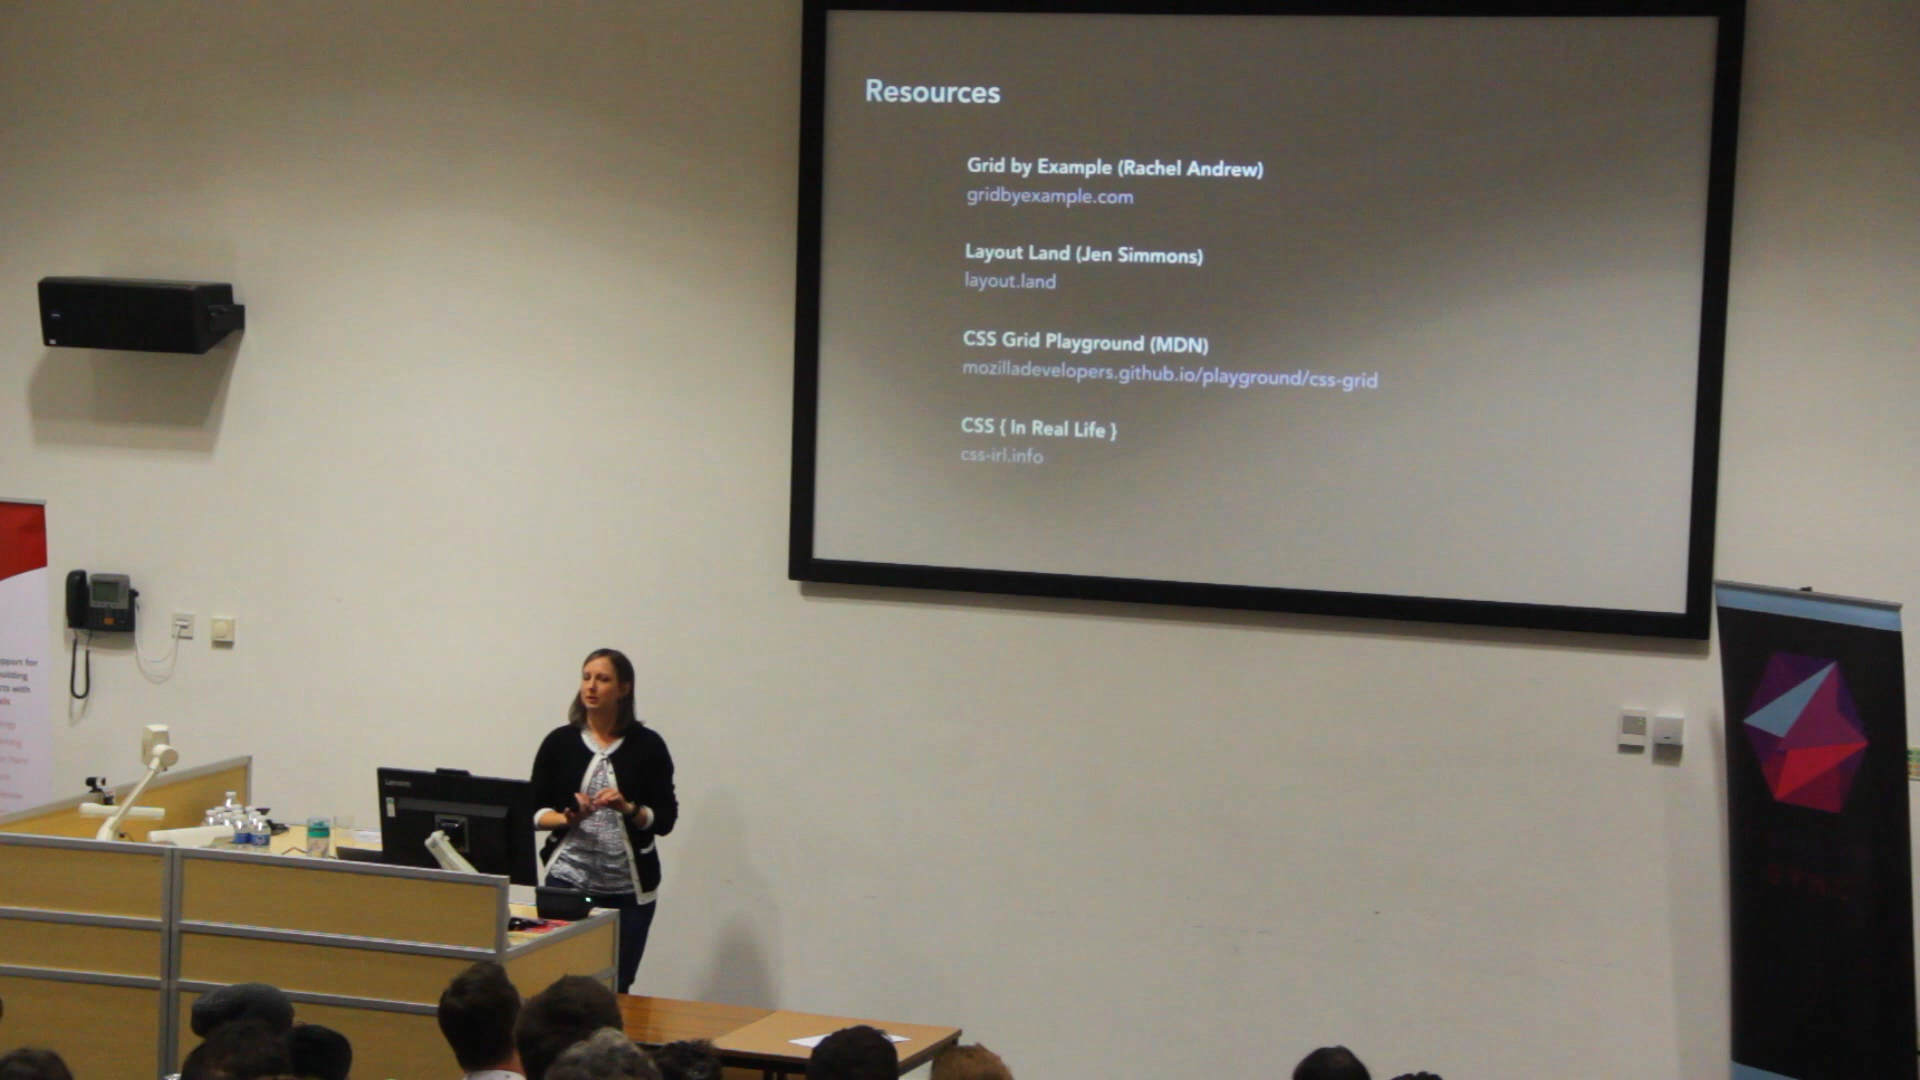 Resources
Grid by Example (Rachel Andrew)
gridbyexample.com
Layout Land (Jen Simmons)
layout.land
CSS Grid Playground (MDN)
mozilladevelopers.github.io/playground/css-grid
CSS { In Real Life }
css-irl.info
Lenovo